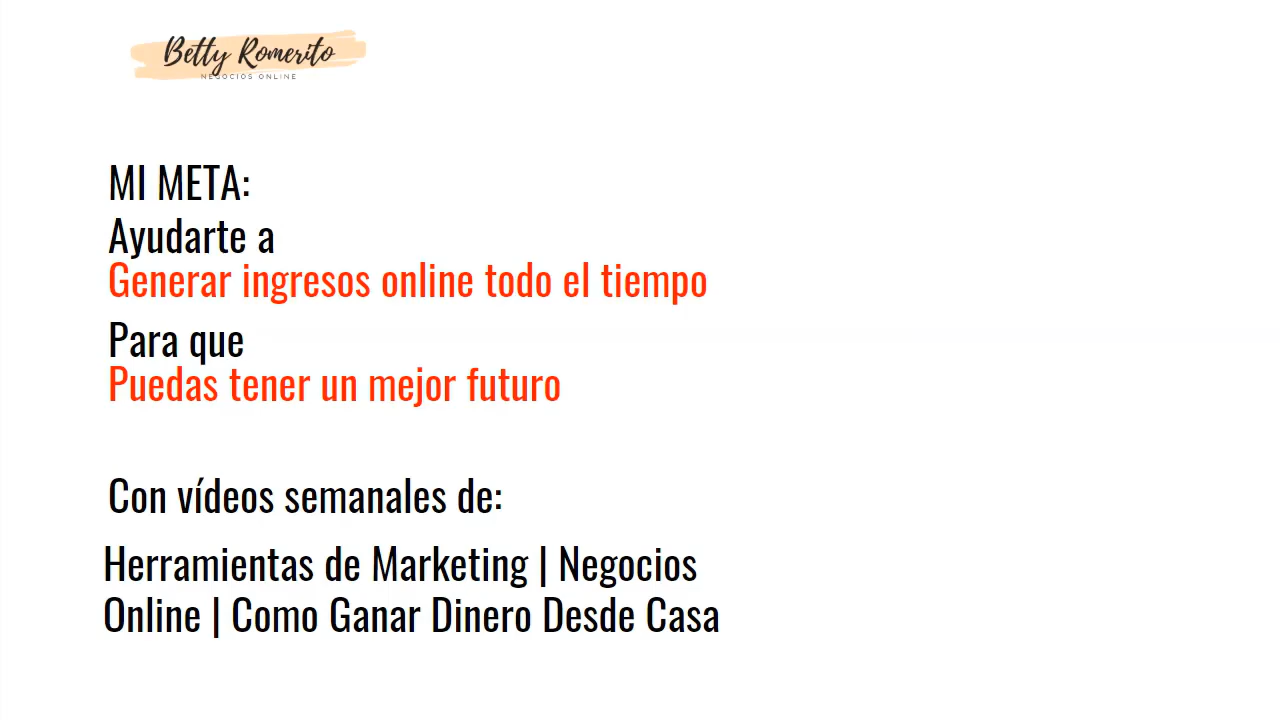 Betty Romerito
NEGOCIOS ONLINE
MI META:
Ayudarte a
Generar ingresos online todo el tiempo
Para que
Puedas tener un mejor futuro
Con vídeos semanales de:
Herramientas de Marketing | Negocios
Online | Como Ganar Dinero Desde Casa